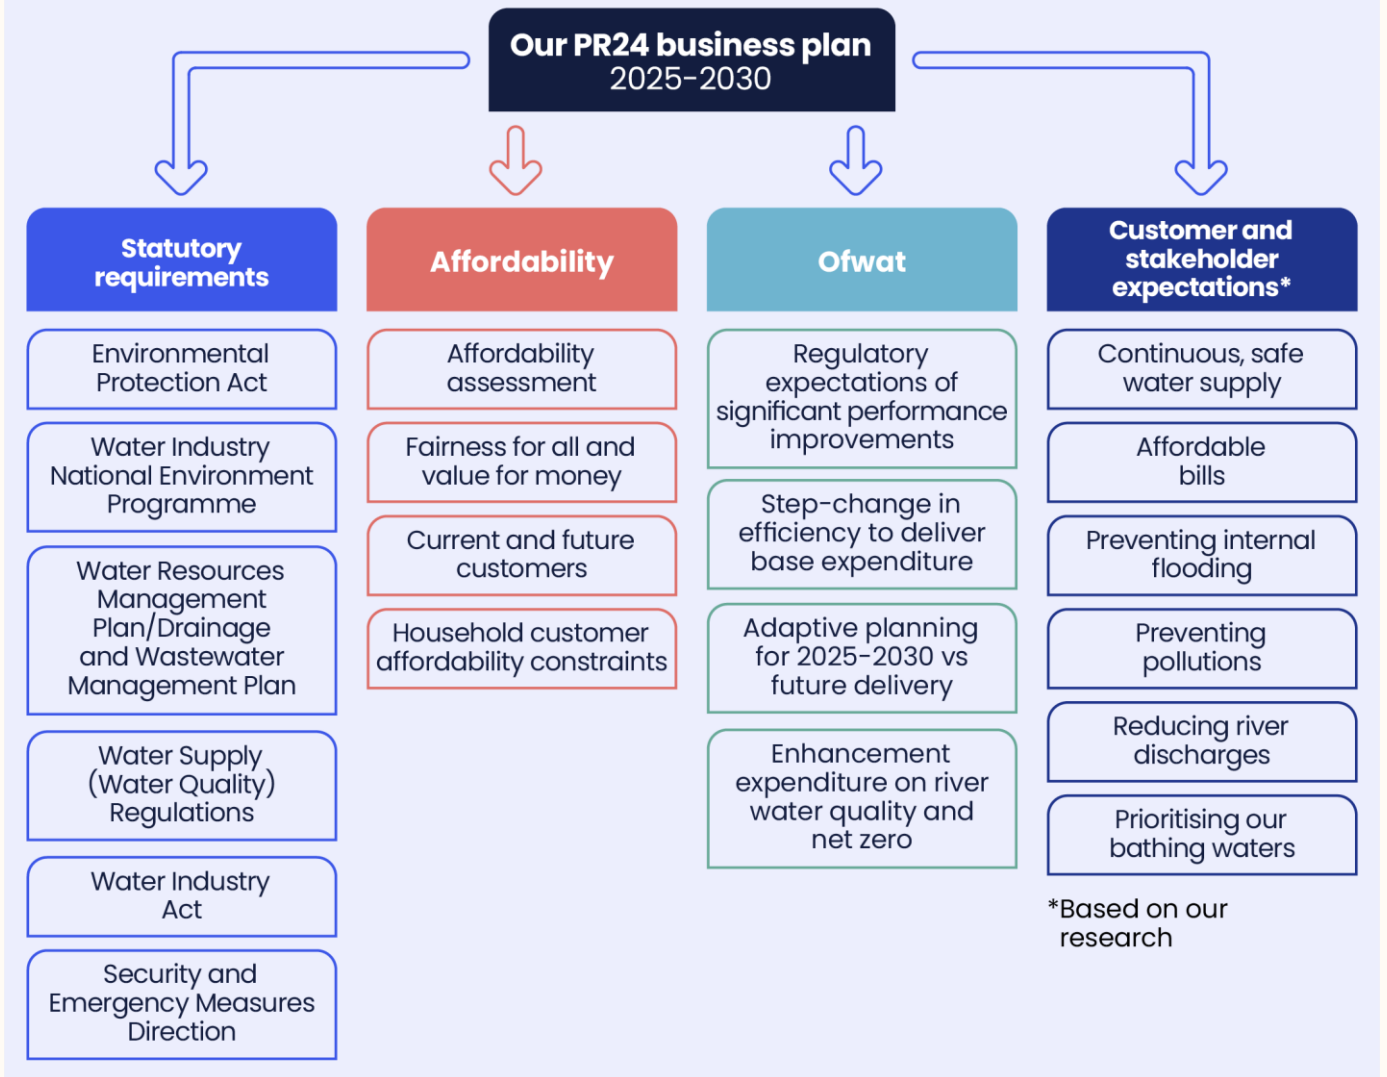 Our PR24 business plan
2025-2030
Statutory
requirements
Environmental
Protection Act
Water Industry
National Environment
Programme
Water Resources
Management
Plan/Drainage
and Wastewater
Management Plan
Water Supply
(Water Quality)
Regulations
Water Industry
Act
Security and
Emergency Measures
Direction
Affordability
Affordability
assessment
Fairness for all and
value for money
Current and future
customers
Household customer
affordability constraints
Ofwat
Regulatory
expectations of
significant performance
improvements
Step-change in
efficiency to deliver
base expenditure
Adaptive planning
for 2025-2030 vs
future delivery
Enhancement
expenditure on river
water quality and
net zero
Customer and
stakeholder
expectations*
Continuous, safe
water supply
Affordable
bills
Preventing internal
flooding
Preventing
pollutions
Reducing river
discharges
Prioritising our
bathing waters
*Based on our
research